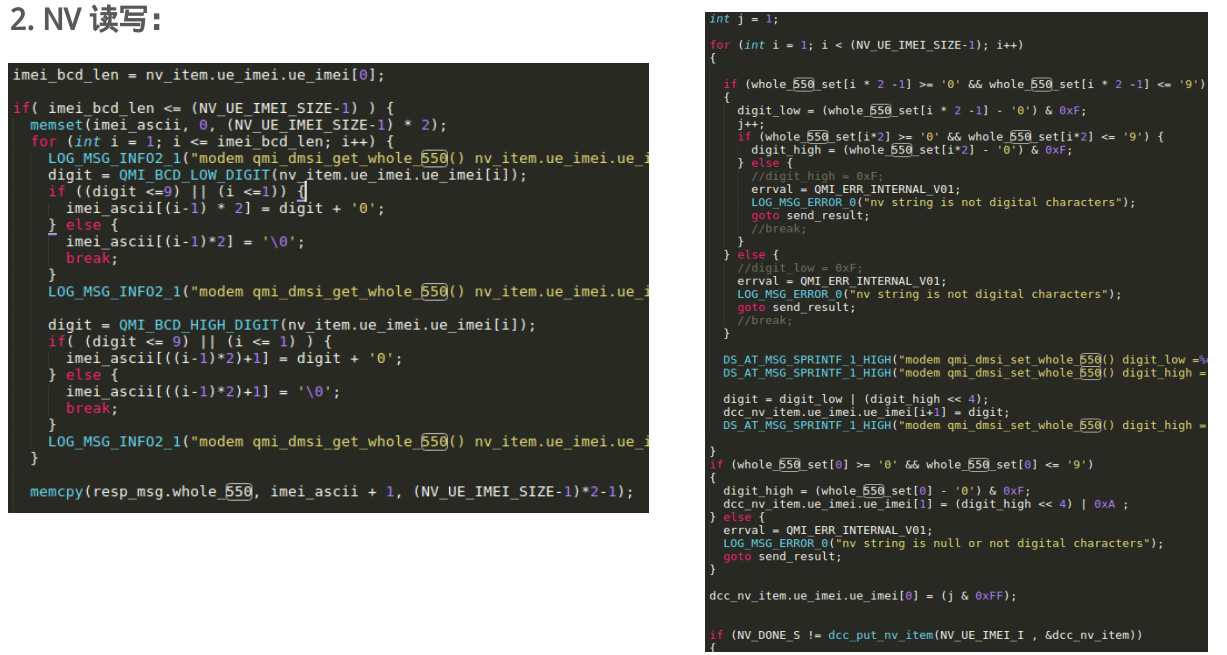 2. NV 读写：
imei_bcd_len = nv_item.ue_imei.ue_imei[0];
if( imei_bcd_len <= (NV_UE_IMEI_SIZE-1) ) {
memset(imei_ascii, 0, (NV_UE_IMEI_SIZE-1) * 2);
for (int i = 1; i <= imei_bcd_len; i++) {
LOG_MSG_INFO2_1("modem qmi_dmsi_get_whole_550() nv_item.ue_imei.ue_i
digit = QMI_BCD_LOW_DIGIT(nv_item.ue_imei.ue_imei[i]);
if ((digit <=9) || (i <=1)) {
imei_ascii[(i-1) * 2] = digit + '0';
} else {
imei_ascii[(i-1)*2] = '\0';
break;
}
LOG_MSG_INFO2_1("modem qmi_dmsi_get_whole_550() nv_item.ue_imei.ue_i
digit = QMI_BCD_HIGH_DIGIT(nv_item.ue_imei.ue_imei[i]);
if( (digit <= 9) || (i <= 1) ) {
imei_ascii[((i-1)*2)+1] = digit + '0';
} else {
imei_ascii[((i-1)*2)+1] = '\0';
break;
}
LOG_MSG_INFO2_1("modem qmi_dmsi_get_whole_550() nv_item.ue_imei.ue_i
}
memcpy(resp_msg.whole_550, imei_ascii + 1, (NV_UE_IMEI_SIZE-1)*2-1);
int j = 1;
for (int i = 1; i < (NV_UE_IMEI_SIZE-1); i++)
{
if (whole_550_set[i * 2 -1] >= '0' && whole_550_set[i * 2 -1] <= '9')
{
digit_low = (whole_550_set[i * 2 -1] - '0') & 0xF;
j++;
if (whole_550_set[i*2] >= '0' && whole_550_set[i*2] <= '9') {
digit_high = (whole_550_set[i*2] - '0') & 0xF;
} else {
//digit_high = 0xF;
errval = QMI_ERR_INTERNAL_V01;
LOG_MSG_ERROR_0("nv string is not digital characters");
goto send_result;
//break;
}
} else {
//digit_low = 0xF;
errval = QMI_ERR_INTERNAL_V01;
LOG_MSG_ERROR_0("nv string is not digital characters");
goto send_result;
//break;
}
DS_AT_MSG_SPRINTF_1_HIGH("modem qmi_dmsi_set_whole_550() digit_low =%
DS_AT_MSG_SPRINTF_1_HIGH("modem qmi_dmsi_set_whole_550() digit_high =
digit = digit_low | (digit_high << 4);
dcc_nv_item.ue_imei.ue_imei[i+1] = digit;
DS_AT_MSG_SPRINTF_1_HIGH("modem qmi_dmsi_set_whole_550() digit_high =
}
if (whole_550_set[0] >= '0' && whole_550_set[0] <= '9')
{
digit_high = (whole_550_set[0] - '0') & 0xF;
dcc_nv_item.ue_imei.ue_imei[1] = (digit_high << 4) | 0xA ;
} else {
errval = QMI_ERR_INTERNAL_V01;
LOG_MSG_ERROR_0("nv string is null or not digital characters");
goto send_result;
}
dcc_nv_item.ue_imei.ue_imei[0] = (j & 0xFF);
if (NV_DONE_S != dcc_put_nv_item(NV_UE_IMEI_I , &dcc_nv_item))
{